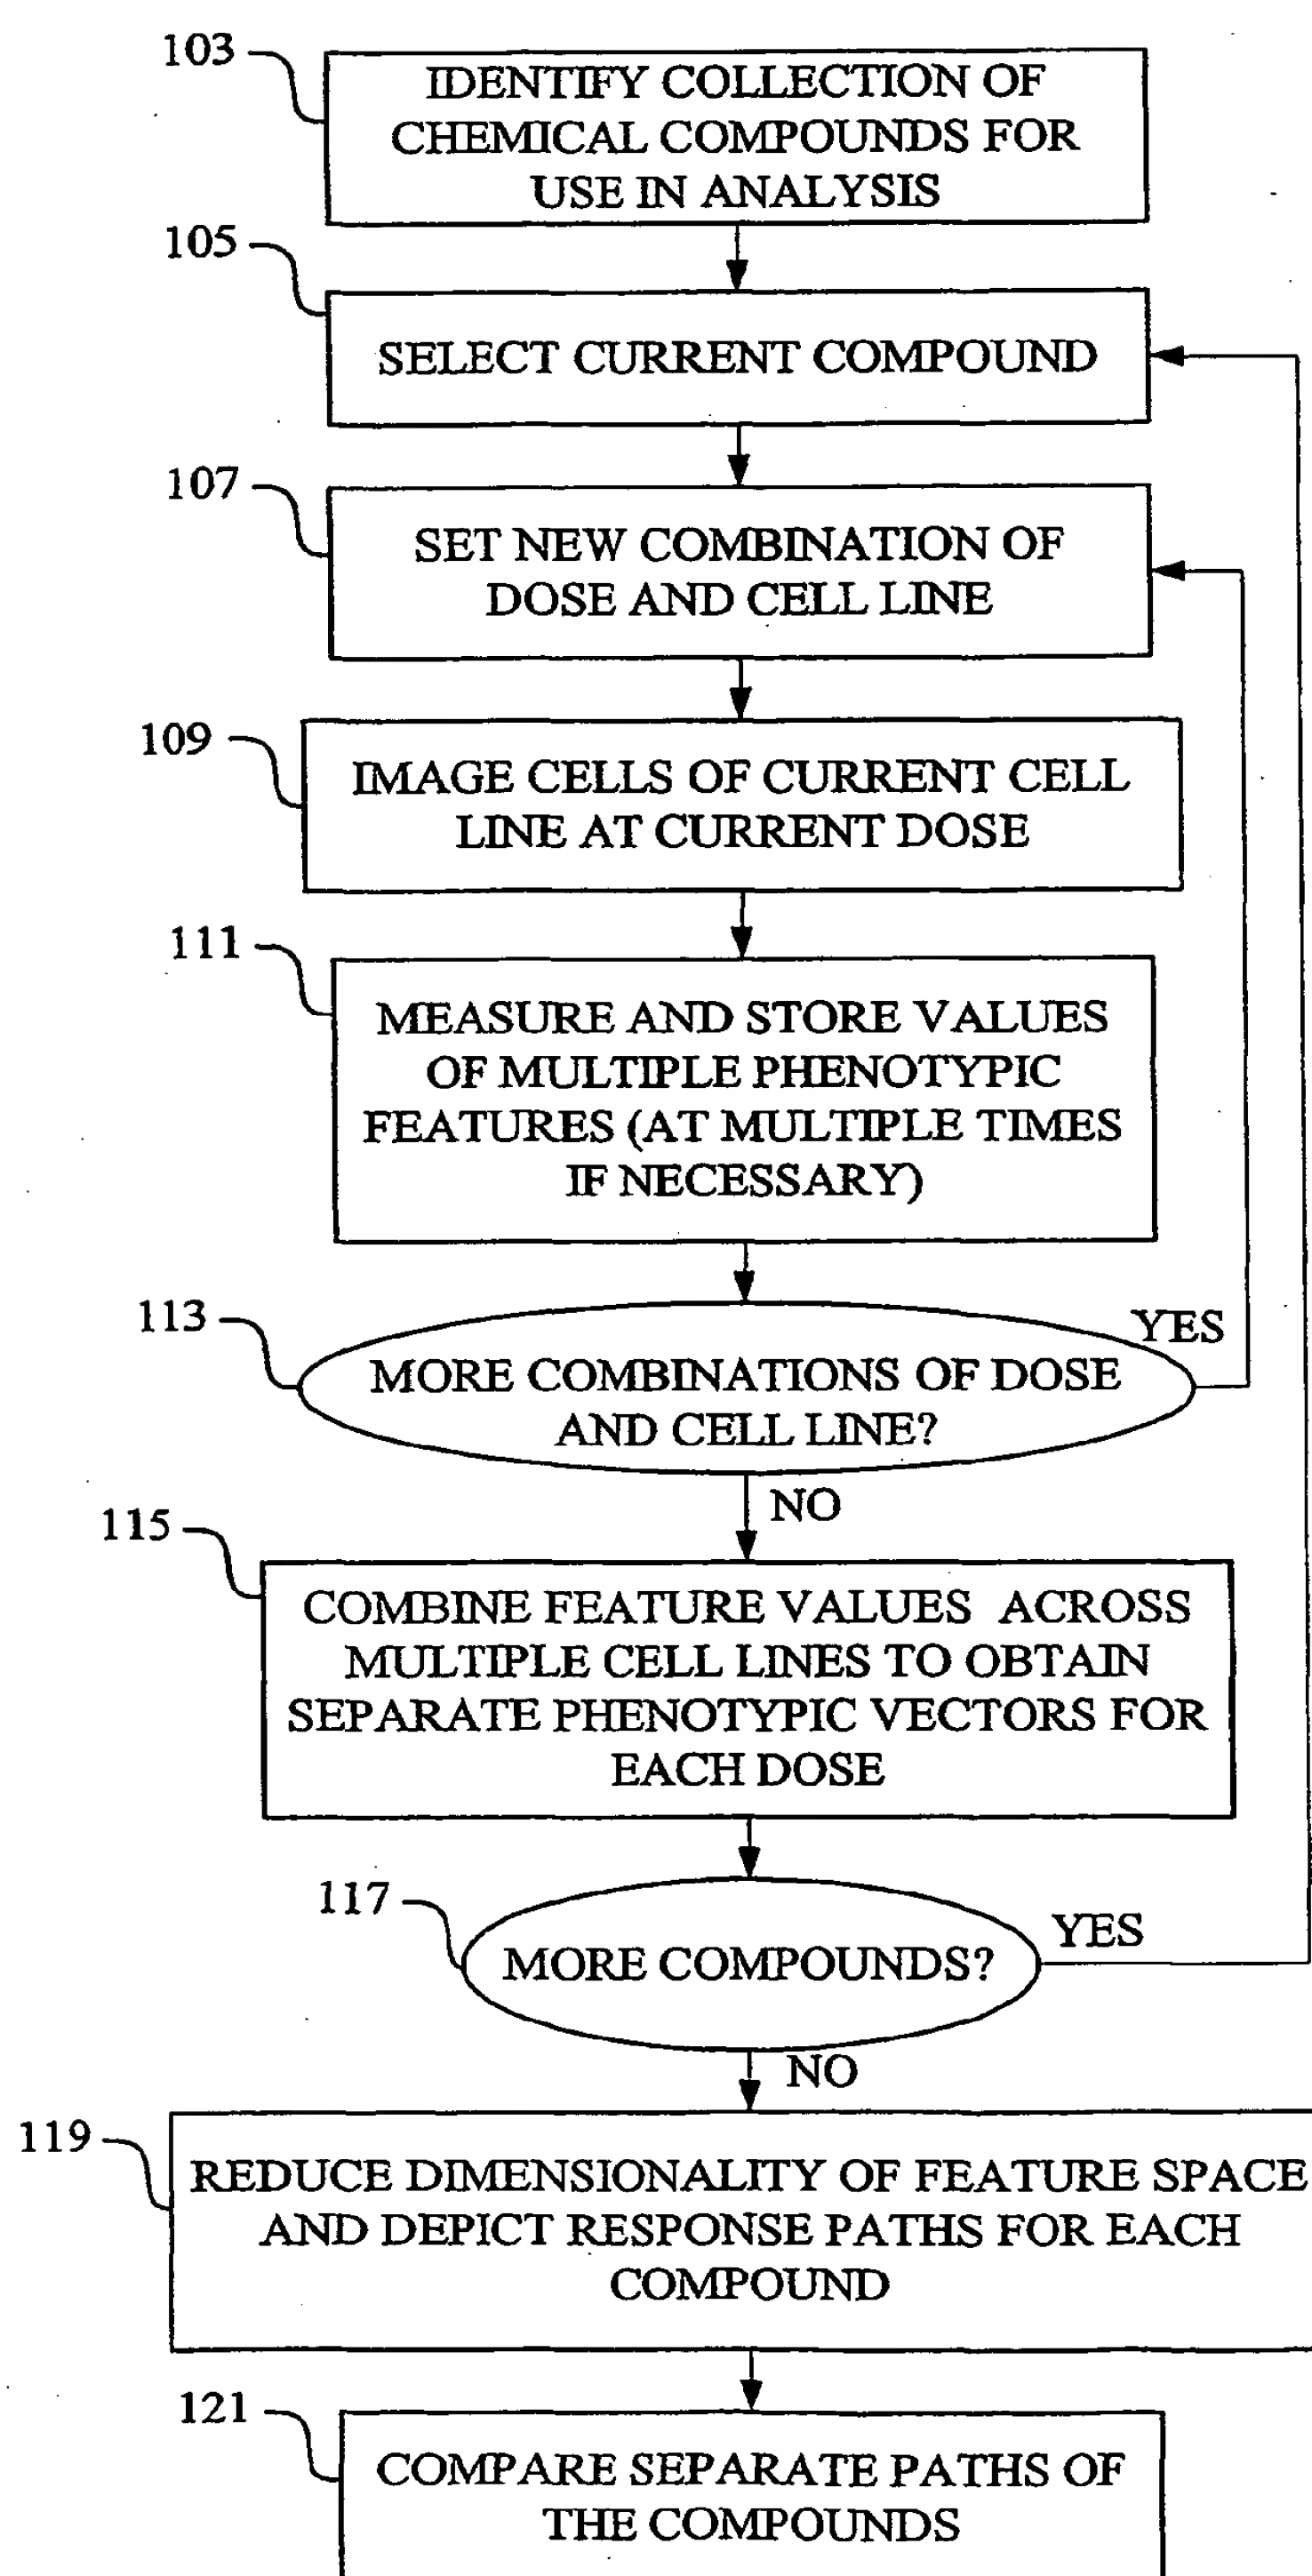 103
IDENTIFY COLLECTION OF
CHEMICAL COMPOUNDS FOR
USE IN ANALYSIS
105
SELECT CURRENT COMPOUND
107
SET NEW COMBINATION OF
DOSE AND CELL LINE
109
IMAGE CELLS OF CURRENT CELL
LINE AT CURRENT DOSE
111
MEASURE AND STORE VALUES
OF MULTIPLE PHENOTYPIC
FEATURES (AT MULTIPLE TIMES
IF NECESSARY)
113
YES
MORE COMBINATIONS OF DOSE
AND CELL LINE?
NO
115
COMBINE FEATURE VALUES ACROSS
MULTIPLE CELL LINES TO OBTAIN
SEPARATE PHENOTYPIC VECTORS FOR
EACH DOSE
117
YES
MORE COMPOUNDS?
NO
119
REDUCE DIMENSIONALITY OF FEATURE SPACE
AND DEPICT RESPONSE PATHS FOR EACH
COMPOUND
121
COMPARE SEPARATE PATHS OF
THE COMPOUNDS